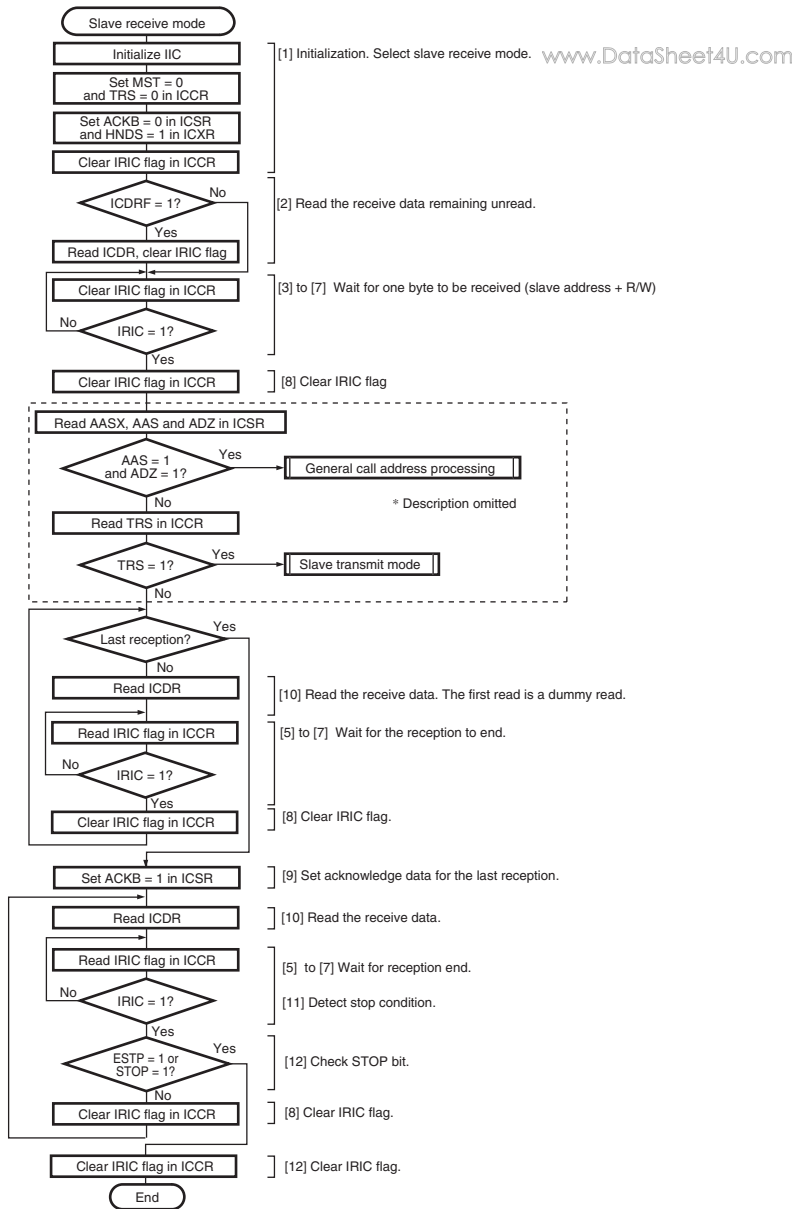 Slave receive mode
Initialize IIC
[1] Initialization. Select slave receive mode.
www.DataSheet4U.com
Set MST = 0
and TRS = 0 in ICCR
Set ACKB = 0 in ICSR
and HNDS = 1 in ICXR
Clear IRIC flag in ICCR
ICDRF = 1?
No
[2] Read the receive data remaining unread.
Yes
Read ICDR, clear IRIC flag
Clear IRIC flag in ICCR
[3] to [7] Wait for one byte to be received (slave address + R/W)
No
IRIC = 1?
Yes
Clear IRIC flag in ICCR
[8] Clear IRIC flag
Read AASX, AAS and ADZ in ICSR
AAS = 1
and ADZ = 1?
Yes
General call address processing
No
* Description omitted
Read TRS in ICCR
TRS = 1?
Yes
Slave transmit mode
No
Last reception?
Yes
No
Read ICDR
[10] Read the receive data. The first read is a dummy read.
Read IRIC flag in ICCR
[5] to [7] Wait for the reception to end.
No
IRIC = 1?
Yes
Clear IRIC flag in ICCR
[8] Clear IRIC flag.
Set ACKB = 1 in ICSR
[9] Set acknowledge data for the last reception.
Read ICDR
[10] Read the receive data.
Read IRIC flag in ICCR
[5] to [7] Wait for reception end.
No
IRIC = 1?
[11] Detect stop condition.
Yes
ESTP = 1 or
STOP = 1?
Yes
[12] Check STOP bit.
No
Clear IRIC flag in ICCR
[8] Clear IRIC flag.
Clear IRIC flag in ICCR
[12] Clear IRIC flag.
End